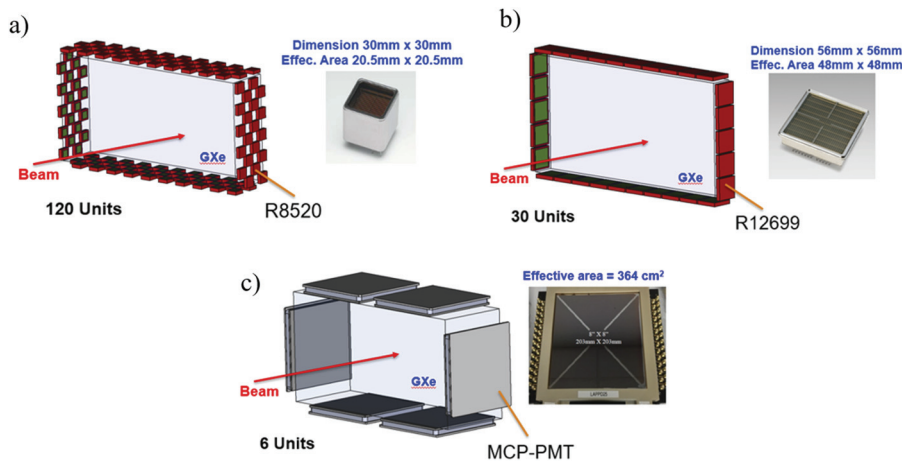 a)
Dimension 30mm x 30mm
Effec. Area 20.5mm x 20.5mm
Beam
GXe
120 Units
R8520
b)
Dimension 56mm x 56mm
Effec. Area 48mm x 48mm
Beam
GXe
30 Units
R12699
c)
Effective area = 364 cm²
8" X 8"
203mm X 203mm
Beam
GXe
6 Units
MCP-PMT